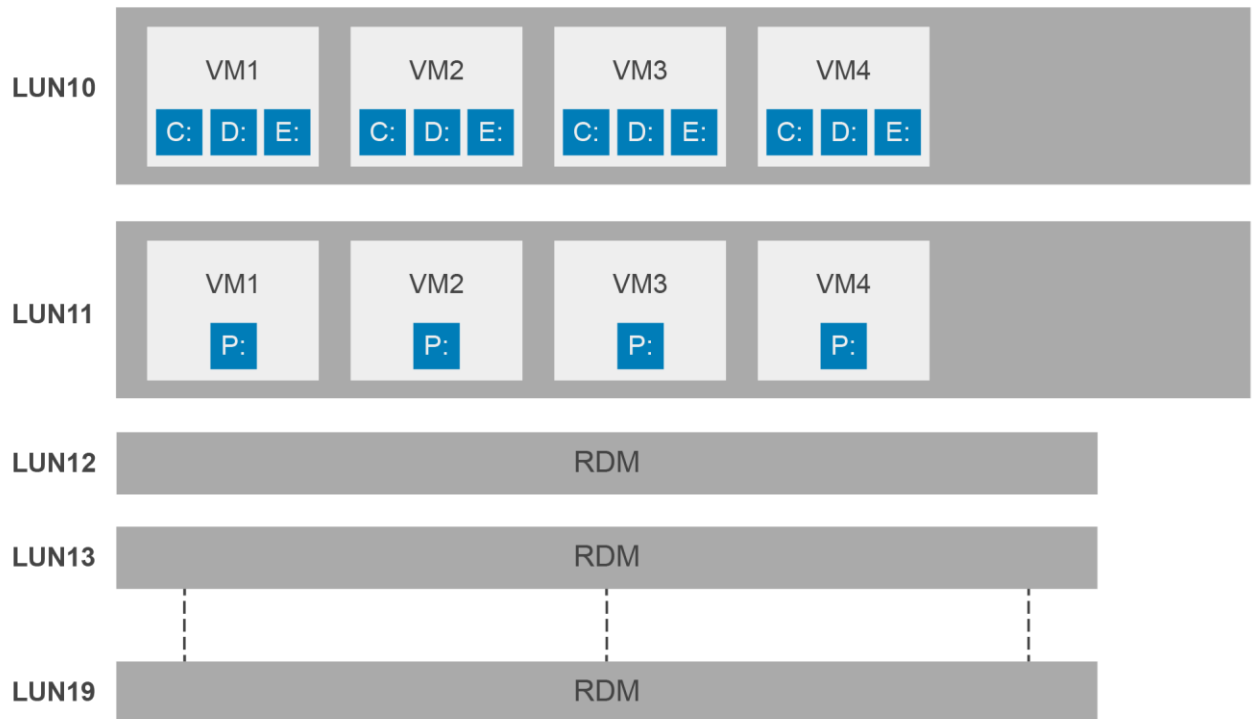 LUN10
VM1 VM2 VM3 VM4
C: D: E: C: D: E: C: D: E: C: D: E:
LUN11
VM1 VM2 VM3 VM4
P: P: P: P:
LUN12 RDM
LUN13 RDM
LUN19 RDM